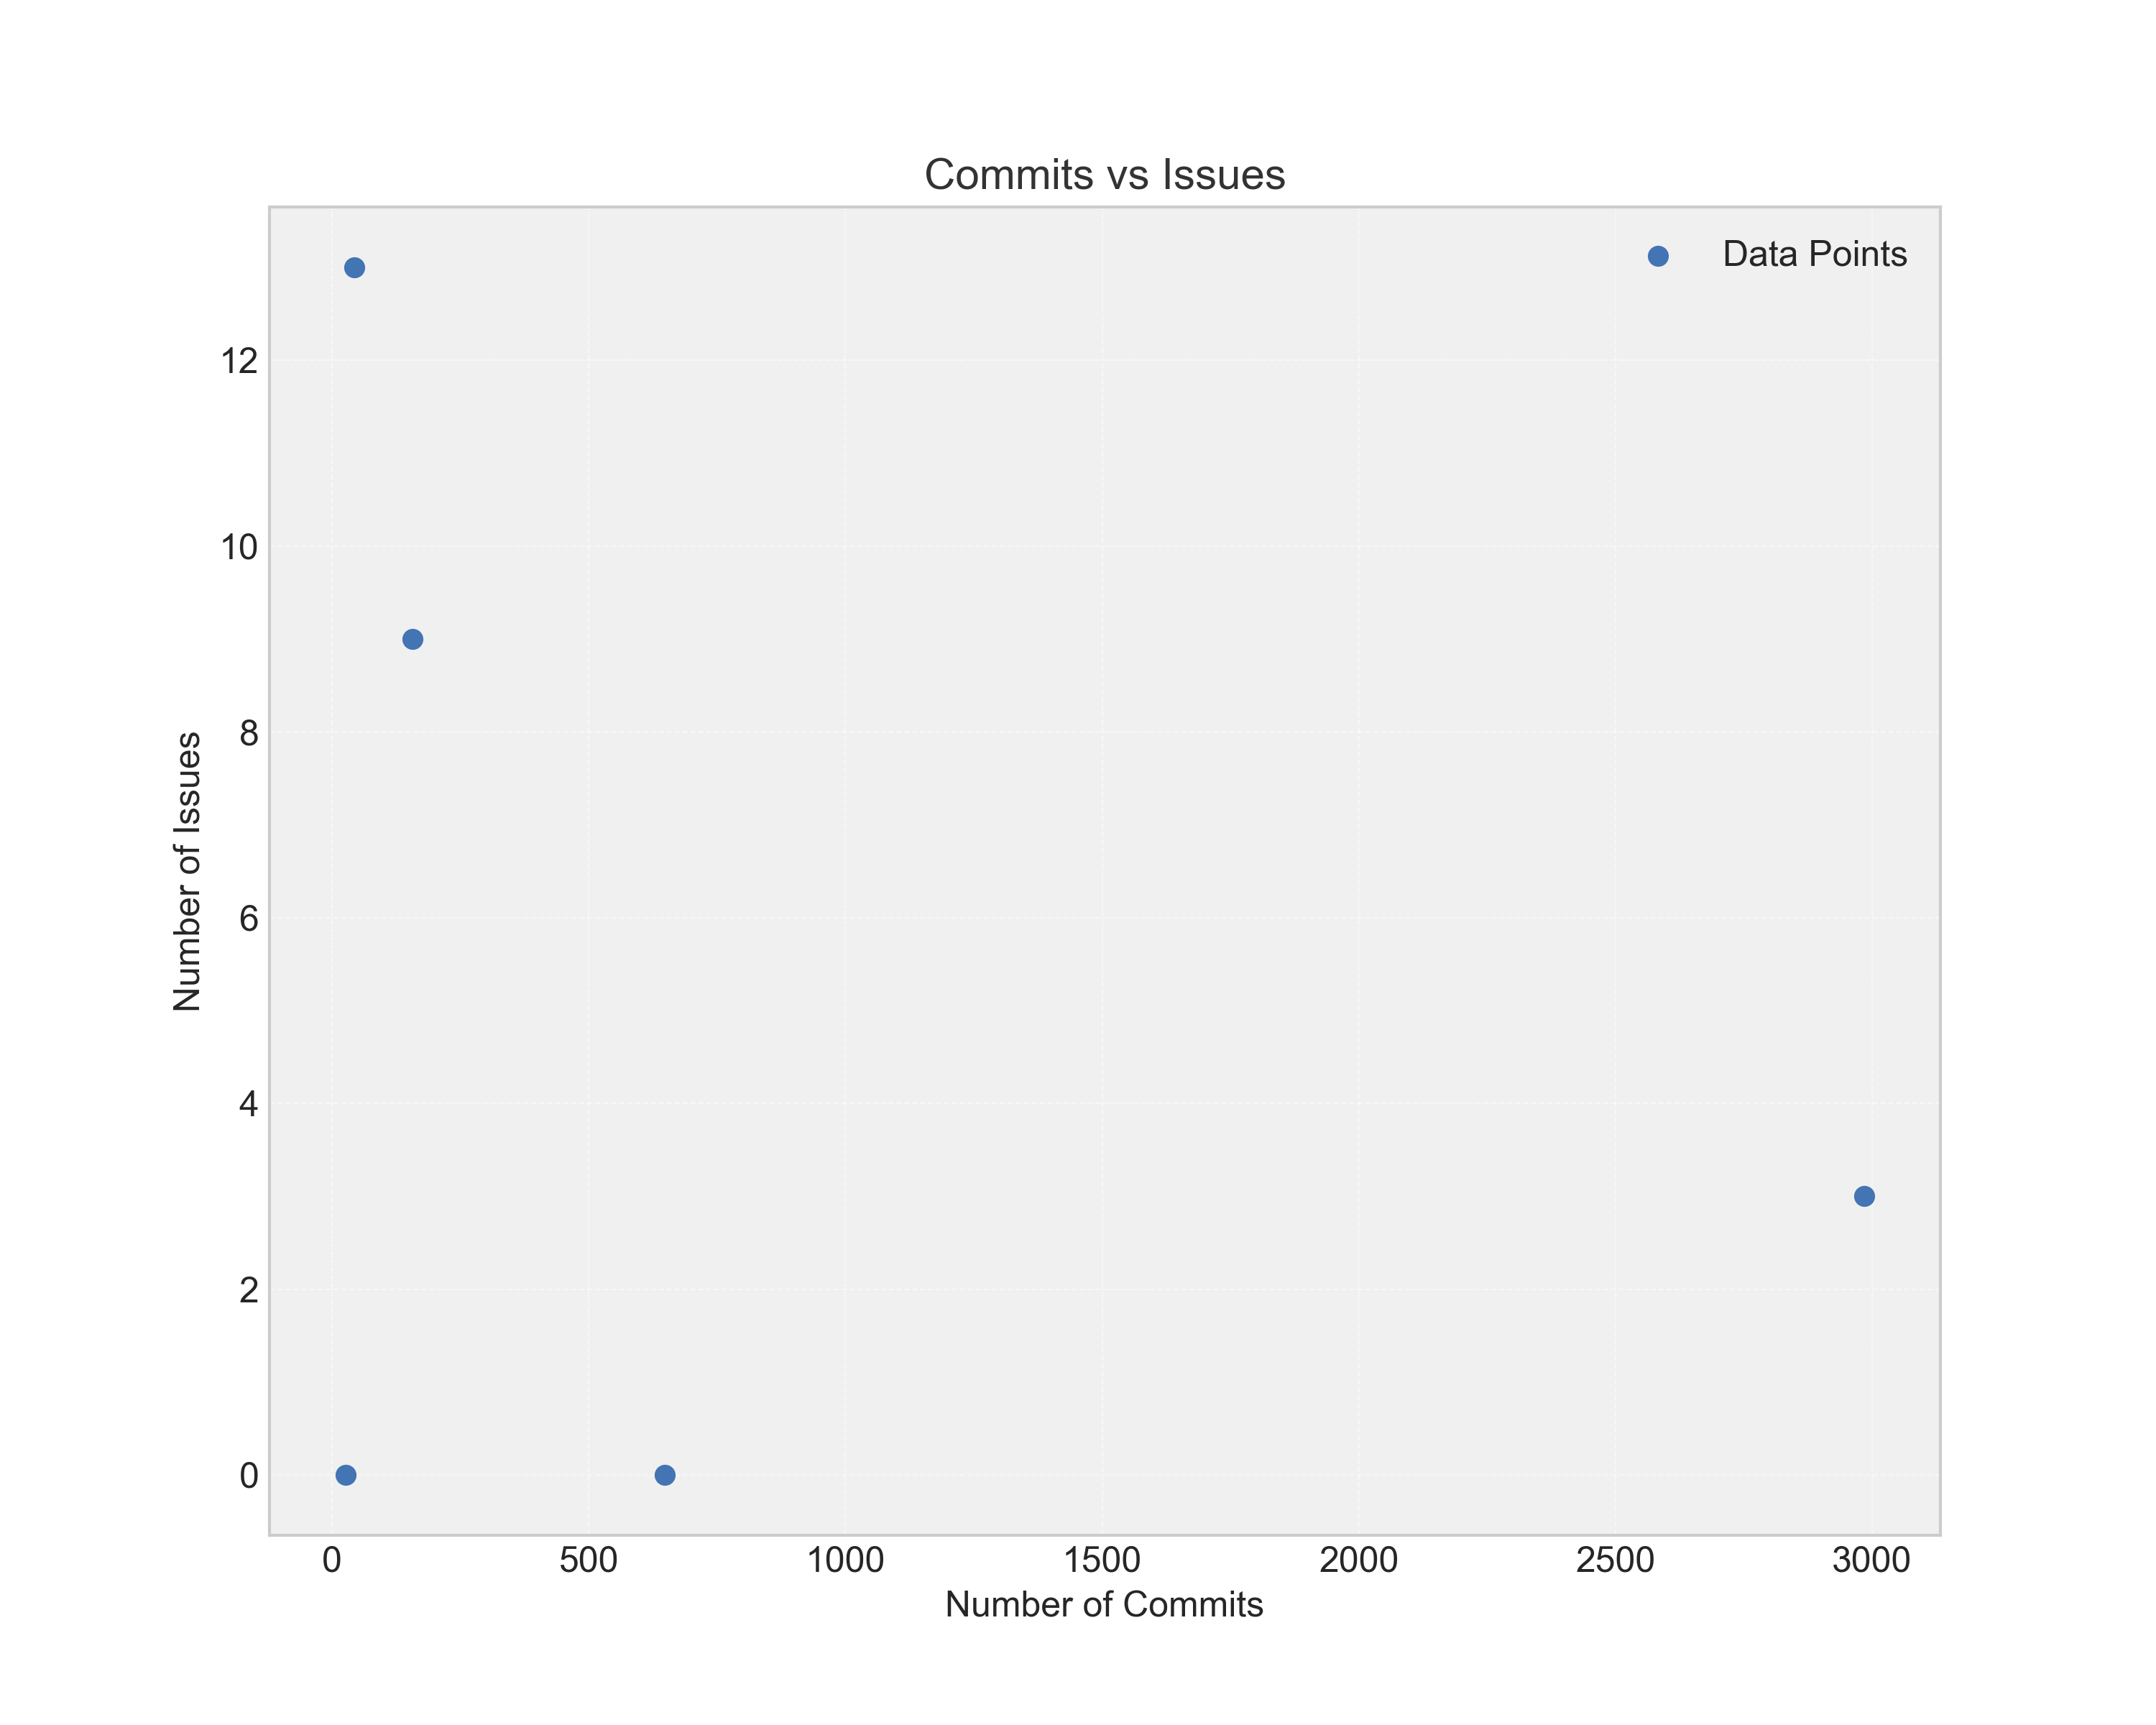 Commits vs Issues
Data Points
12
10
8
6
4
2
0
Number of Issues
0 500 1000 1500 2000 2500 3000
Number of Commits